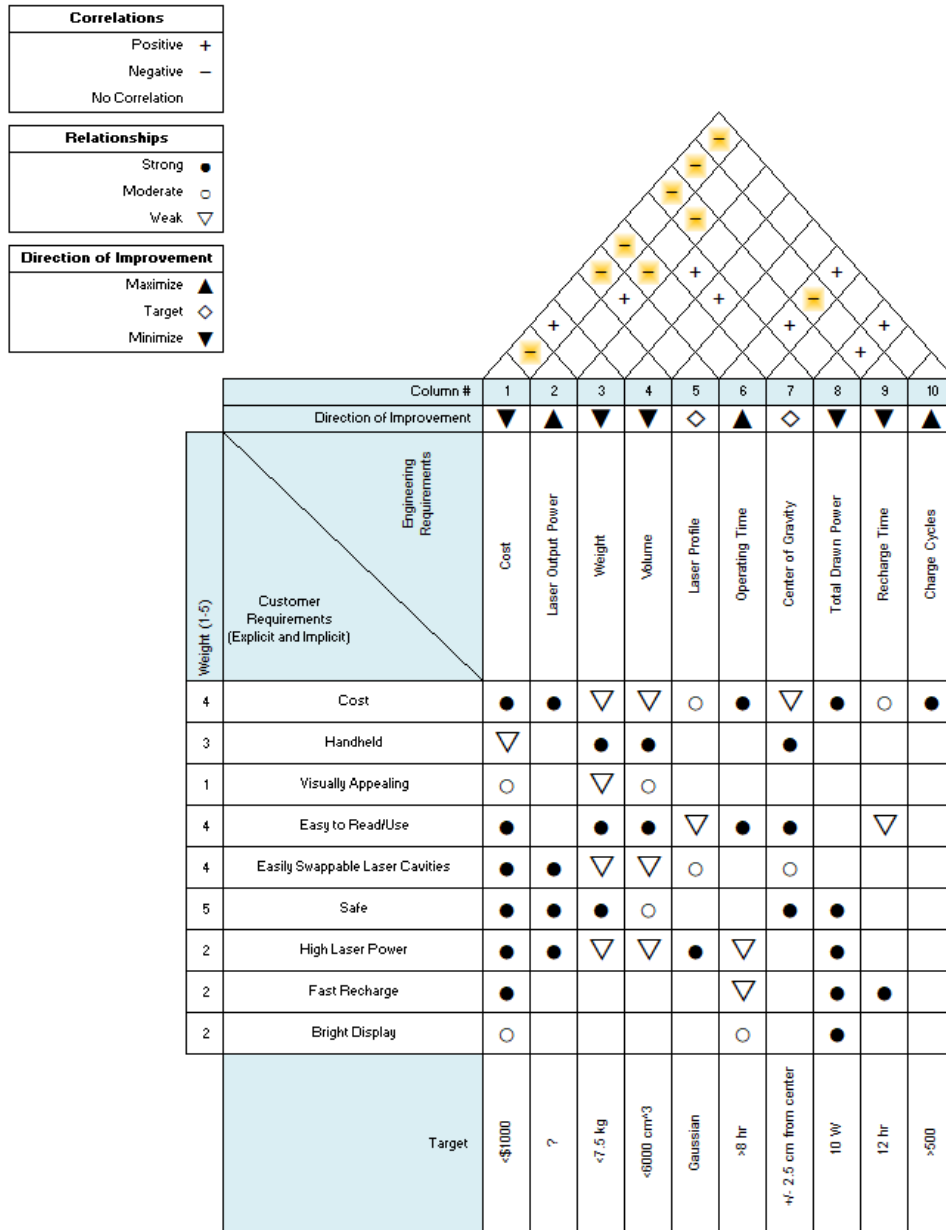 Correlations
Positive +
Negative −
No Correlation
Relationships
Strong ●
Moderate ○
Weak ▽
Direction of Improvement
Maximize ▲
Target ◇
Minimize ▼
−
−
−
−
−
− − + +
+ + −
+ + +
− +
Column # 1 2 3 4 5 6 7 8 9 10
Direction of Improvement ▼ ▲ ▼ ▼ ◇ ▲ ◇ ▼ ▼ ▲
Weight (1-5)
Engineering
Requirements
Customer
Requirements
(Explicit and Implicit)
Cost
Laser Output Power
Weight
Volume
Laser Profile
Operating Time
Center of Gravity
Total Drawn Power
Recharge Time
Charge Cycles
4 Cost ● ● ▽ ▽ ○ ● ▽ ● ○ ●
3 Handheld ▽ ● ● ●
1 Visually Appealing ○ ▽ ○
4 Easy to Read/Use ● ● ● ▽ ● ● ▽
4 Easily Swappable Laser Cavities ● ● ▽ ▽ ○ ○
5 Safe ● ● ● ○ ● ●
2 High Laser Power ● ● ▽ ▽ ● ▽ ●
2 Fast Recharge ● ▽ ● ●
2 Bright Display ○ ○ ●
Target
<$1000
?
<7.5 kg
<6000 cm^3
Gaussian
>8 hr
+/- 2.5 cm from center
10 W
12 hr
>500